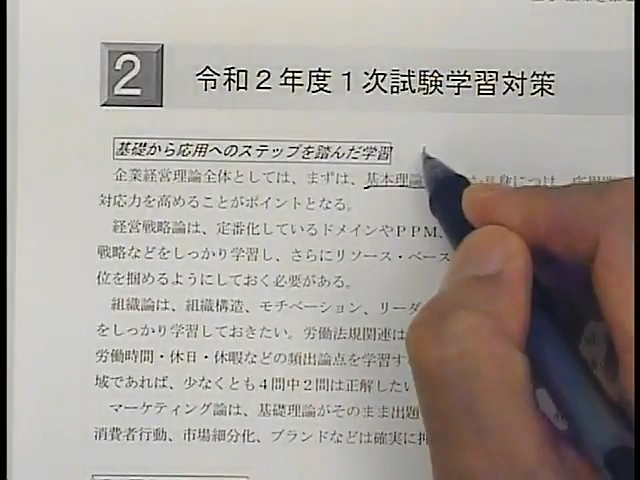 2
令和2年度1次試験学習対策
基礎から応用へのステップを踏んだ学習
企業経営理論全体としては、まずは、基本理論
対応力を高めることがポイントとなる。
経営戦略論は、定番化しているドメインやPPM、
戦略などをしっかり学習し、さらにリソース・ベース
位を掴めるようにしておく必要がある。
組織論は、組織構造、モチベーション、リーダ
をしっかり学習しておきたい。労働法規関連は
労働時間・休日・休暇などの頻出論点を学習す
域であれば、少なくとも4問中2問は正解したい
マーケティング論は、基礎理論がそのまま出題
消費者行動、市場細分化、ブランドなどは確実に